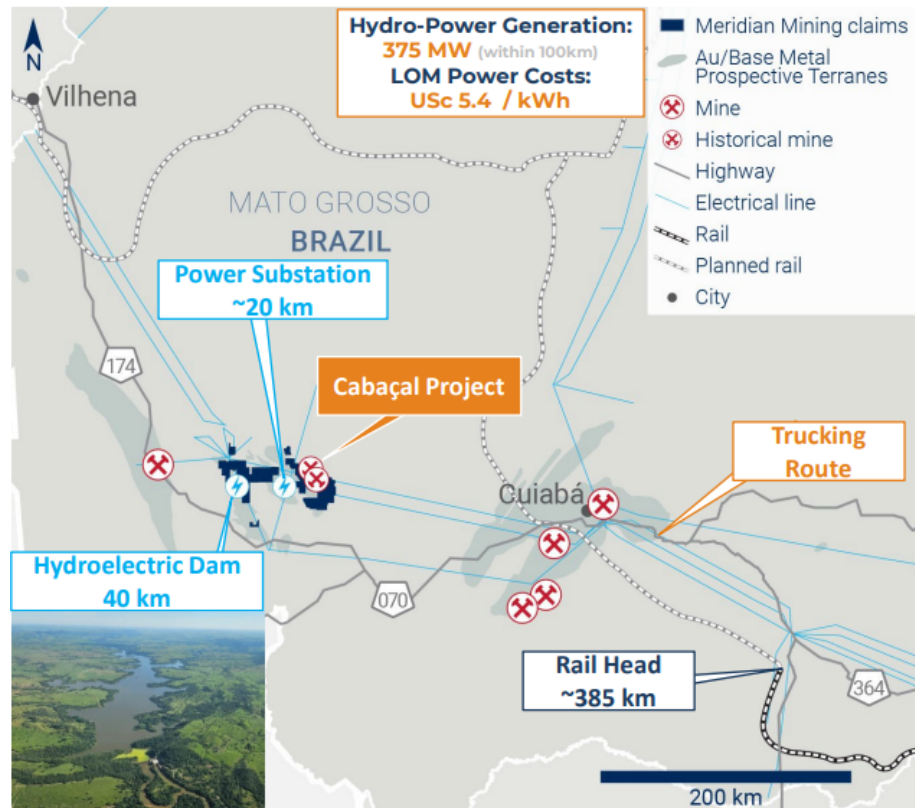 N
Hydro-Power Generation:
375 MW (within 100km)
LOM Power Costs:
USc 5.4 / kWh
Meridian Mining claims
Au/Base Metal
Prospective Terranes
Mine
Historical mine
Highway
Electrical line
Rail
Planned rail
City
Vilhena
MATO GROSSO
BRAZIL
Power Substation
~20 km
174
Cabaçal Project
Trucking
Route
Cuiabá
Hydroelectric Dam
40 km
070
Rail Head
~385 km
364
200 km